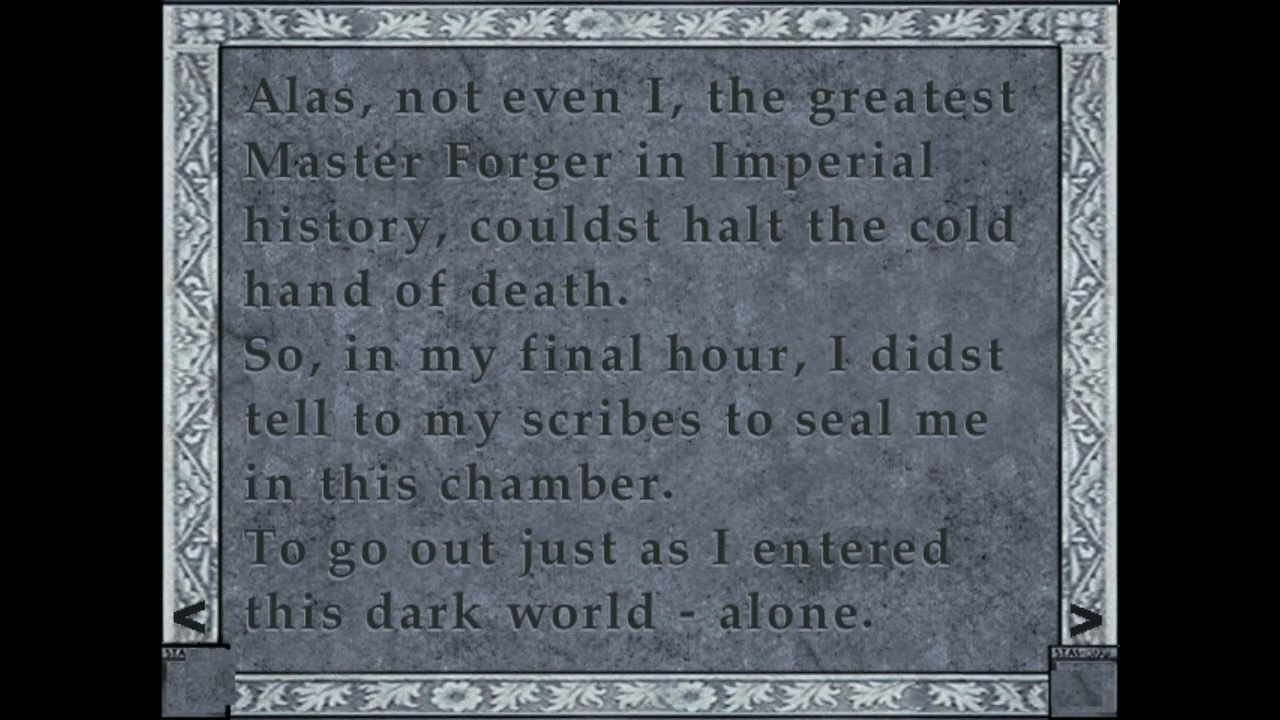 Alas, not even I, the greatest
Master Forger in Imperial
history, couldst halt the cold
hand of death.
So, in my final hour, I didst
tell to my scribes to seal me
in this chamber.
To go out just as I entered
this dark world - alone.
< >
STA